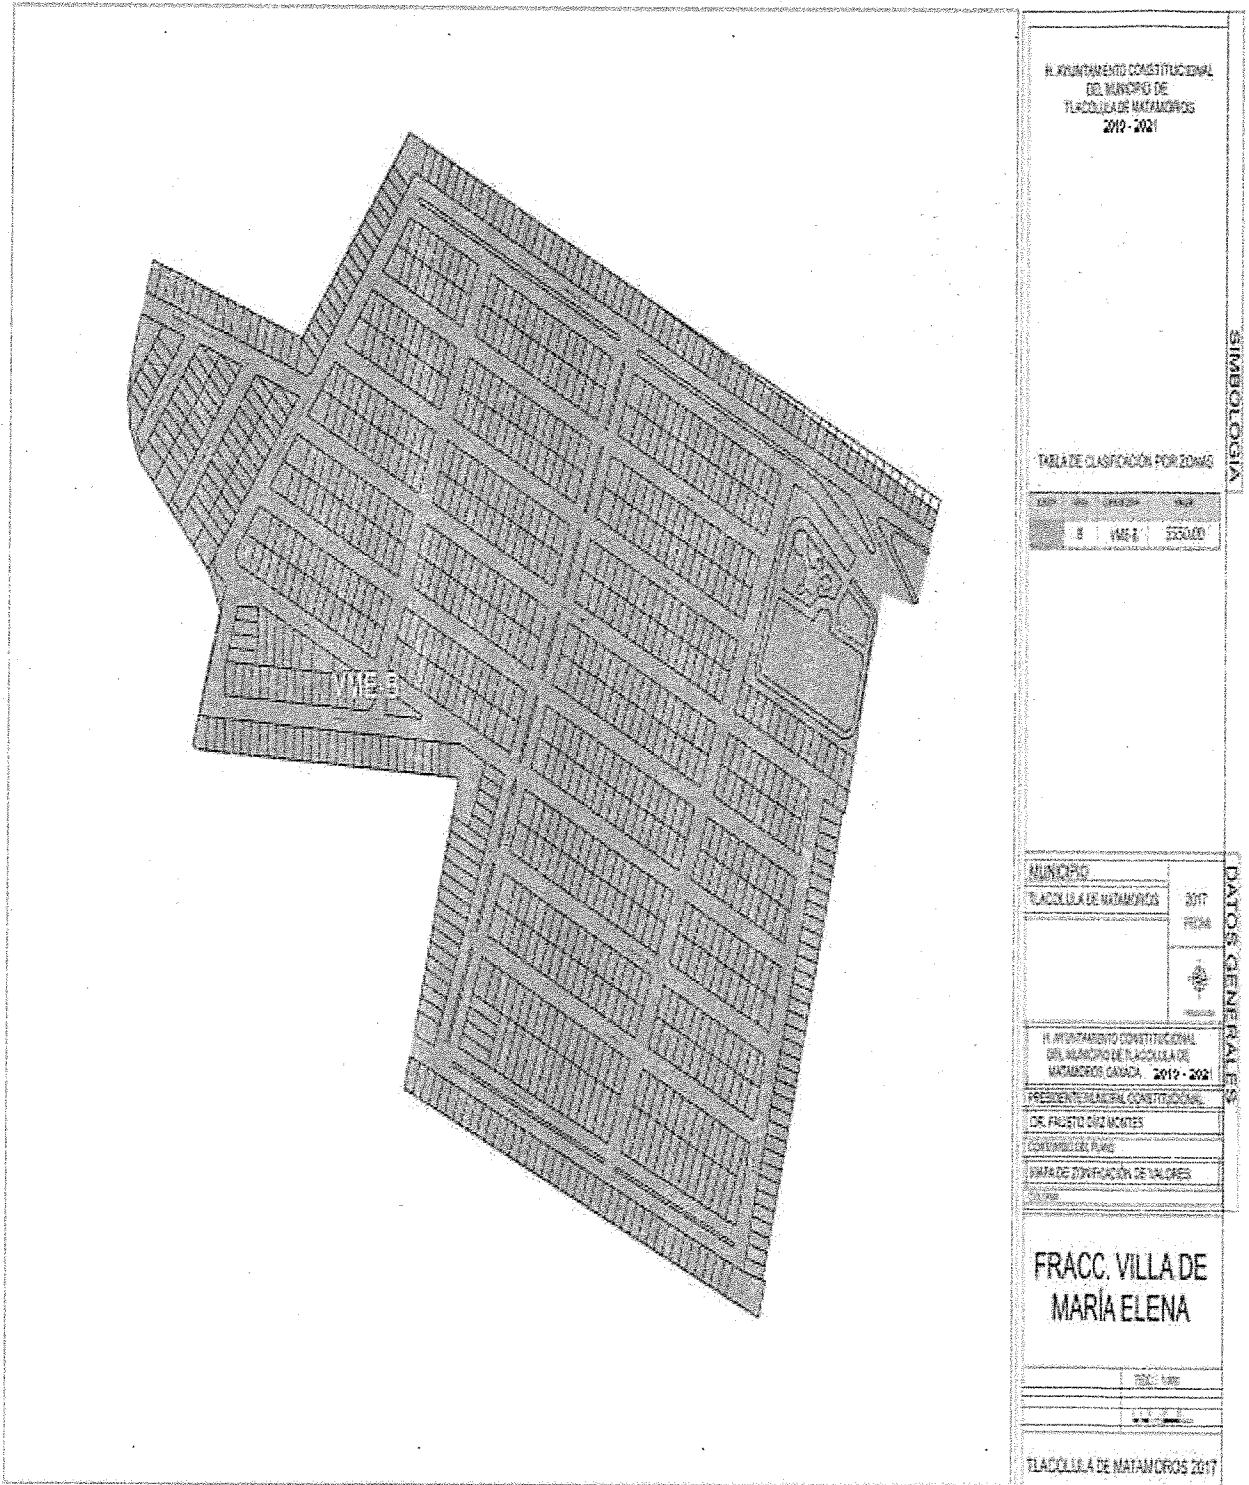 H. AYUNTAMIENTO CONSTITUCIONAL
DEL MUNICIPIO DE
TLACOLULA DE MATAMOROS
2019 - 2021
SIMBOLOGÍA
TABLA DE CLASIFICACIÓN POR ZONAS
B VME-B
VME-B
DATOS GENERALES
MUNICIPIO
TLACOLULA DE MATAMOROS
2017
FECHA
H. AYUNTAMIENTO CONSTITUCIONAL
DEL MUNICIPIO DE TLACOLULA DE
MATAMOROS, OAXACA. 2019 - 2021
PRESIDENTE MUNICIPAL CONSTITUCIONAL
DR. FAUSTO DÍAZ MONTES
CONTENIDO DEL PLANO
MAPA DE ZONIFICACIÓN DE VALORES
COLONIA
FRACC. VILLA DE
MARÍA ELENA
TLACOLULA DE MATAMOROS 2017